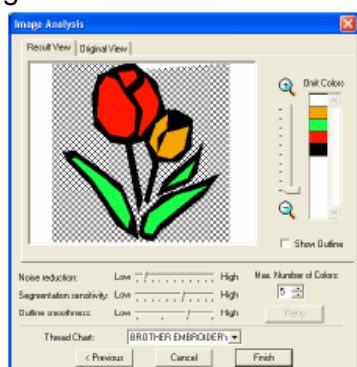 Image Analysis
Result View Original View
Omit Colors
Show Outline
Noise reduction: Low High Max. Number of Colors:
Segmentation sensitivity: Low High 5
Outline smoothness: Low High Retry
Thread Chart: BROTHER EMBROIDERY
< Previous Cancel Finish